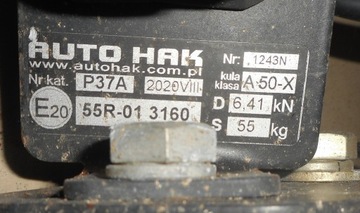 AUTO HAK Nr: 1243N
www.autohak.com.pl kula klasa A 50-X
Nr kat. P37A 2020VIII D 6,41 kN
E20 55R-01 3160 S 55 kg